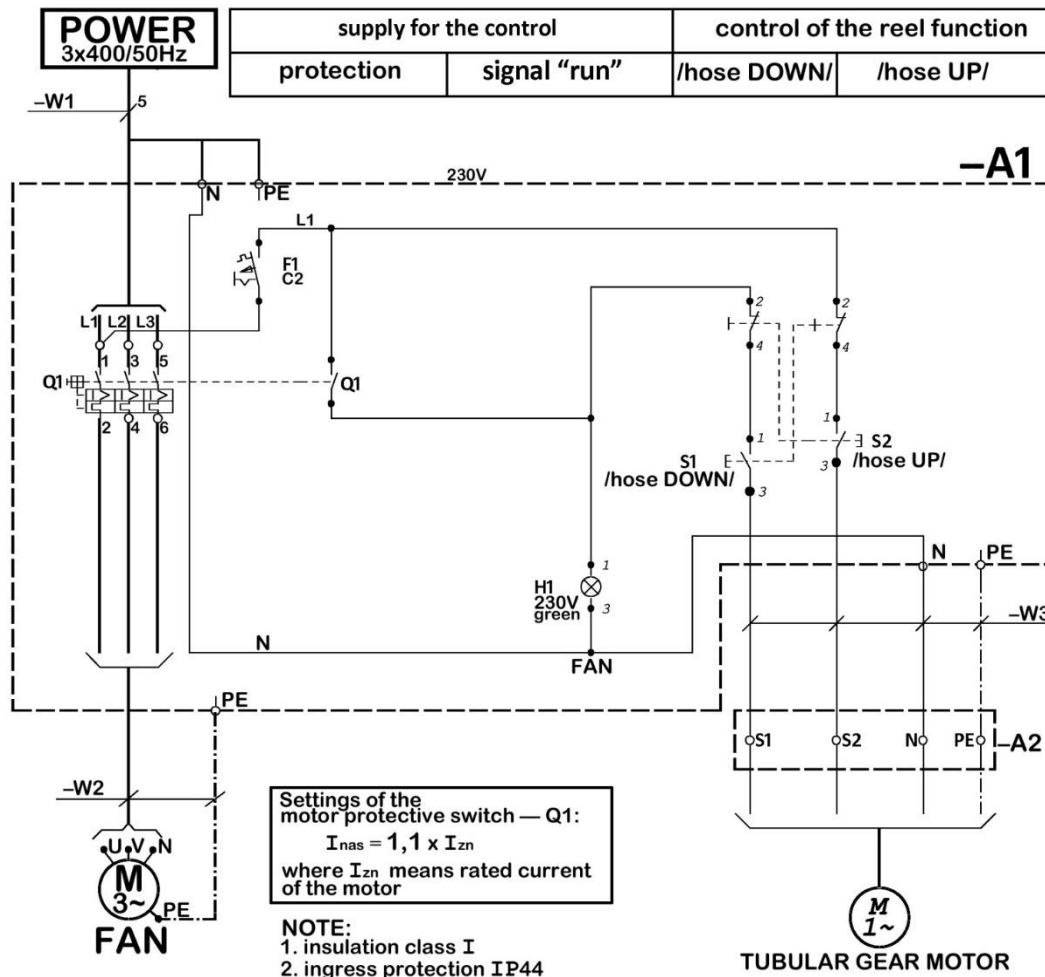 POWER
3x400/50Hz
supply for the control
control of the reel function
protection
signal "run"
/hose DOWN/
/hose UP/
–W1
5
–A1
N
PE
230V
L1
F1
C2
2
2
4
4
L1
L2
L3
1
3
5
Q1
Q1
2
4
6
1
1
S1
/hose DOWN/
S2
/hose UP/
3
3
N
PE
1
H1
230V
green
3
–W3
N
FAN
PE
S1
S2
N
PE
–A2
–W2
Settings of the
motor protective switch — Q1:
Inas = 1,1 x Izn
where Izn means rated current
of the motor
U
V
N
M
3~
PE
FAN
NOTE:
1. insulation class I
2. ingress protection IP44
M
1~
TUBULAR GEAR MOTOR